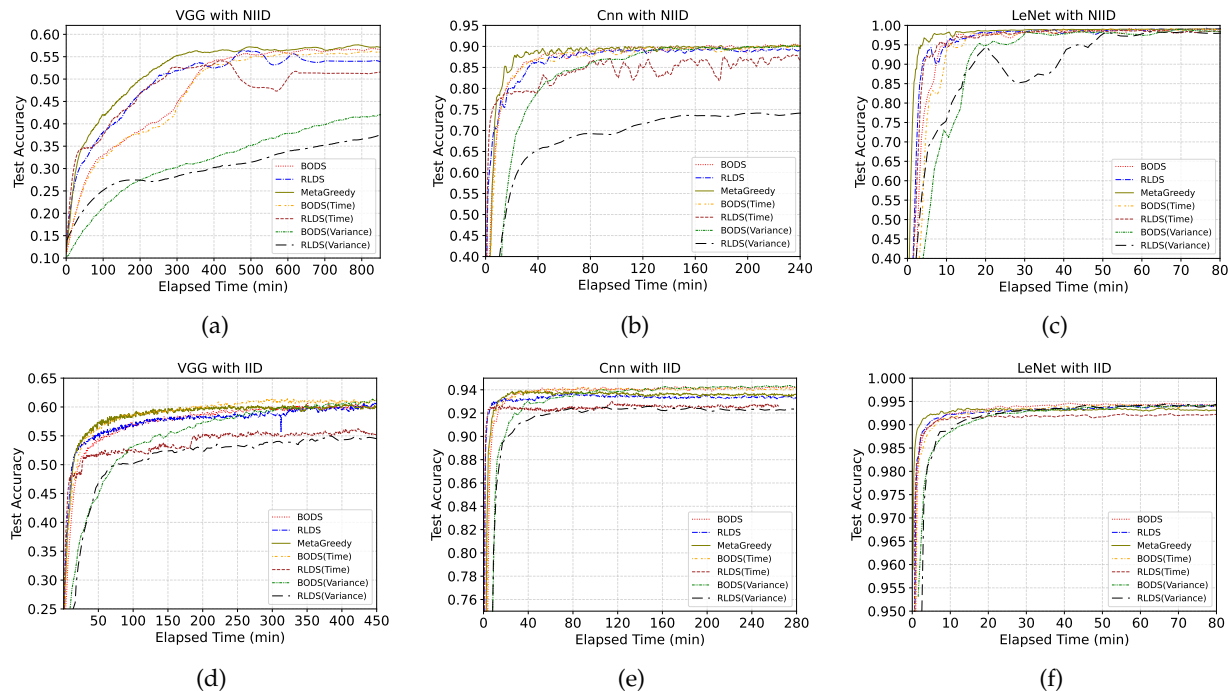 VGG with NIID
Test Accuracy
0.60
0.55
0.50
0.45
0.40
0.35
0.30
0.25
0.20
0.15
0.10
BODS
RLDS
MetaGreedy
BODS(Time)
RLDS(Time)
BODS(Variance)
RLDS(Variance)
0 100 200 300 400 500 600 700 800
Elapsed Time (min)
(a)
Cnn with NIID
Test Accuracy
0.90
0.85
0.80
0.75
0.70
0.65
0.60
0.55
0.50
0.45
0.40
BODS
RLDS
MetaGreedy
BODS(Time)
RLDS(Time)
BODS(Variance)
RLDS(Variance)
0 40 80 120 160 200 240
Elapsed Time (min)
(b)
LeNet with NIID
Test Accuracy
1.00
0.95
0.90
0.85
0.80
0.75
0.70
0.65
0.60
0.55
0.50
0.45
0.40
BODS
RLDS
MetaGreedy
BODS(Time)
RLDS(Time)
BODS(Variance)
RLDS(Variance)
0 10 20 30 40 50 60 70 80
Elapsed Time (min)
(c)
VGG with IID
Test Accuracy
0.65
0.60
0.55
0.50
0.45
0.40
0.35
0.30
0.25
BODS
RLDS
MetaGreedy
BODS(Time)
RLDS(Time)
BODS(Variance)
RLDS(Variance)
50 100 150 200 250 300 350 400 450
Elapsed Time (min)
(d)
Cnn with IID
Test Accuracy
0.94
0.92
0.90
0.88
0.86
0.84
0.82
0.80
0.78
0.76
BODS
RLDS
MetaGreedy
BODS(Time)
RLDS(Time)
BODS(Variance)
RLDS(Variance)
0 40 80 120 160 200 240 280
Elapsed Time (min)
(e)
LeNet with IID
Test Accuracy
1.000
0.995
0.990
0.985
0.980
0.975
0.970
0.965
0.960
0.955
0.950
BODS
RLDS
MetaGreedy
BODS(Time)
RLDS(Time)
BODS(Variance)
RLDS(Variance)
0 10 20 30 40 50 60 70 80
Elapsed Time (min)
(f)